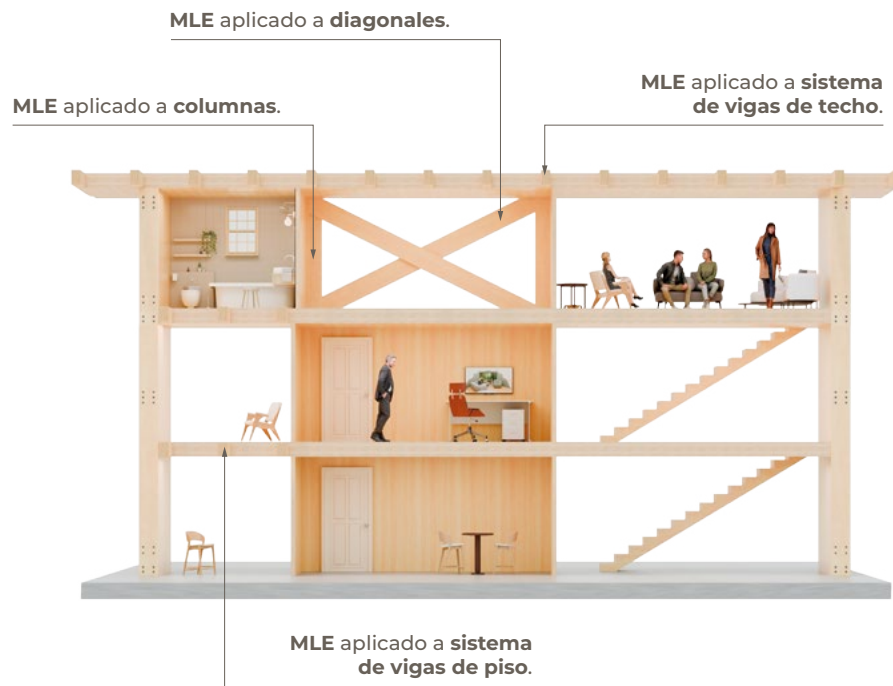 MLE aplicado a diagonales.
MLE aplicado a sistema
de vigas de techo.
MLE aplicado a columnas.
MLE aplicado a sistema
de vigas de piso.